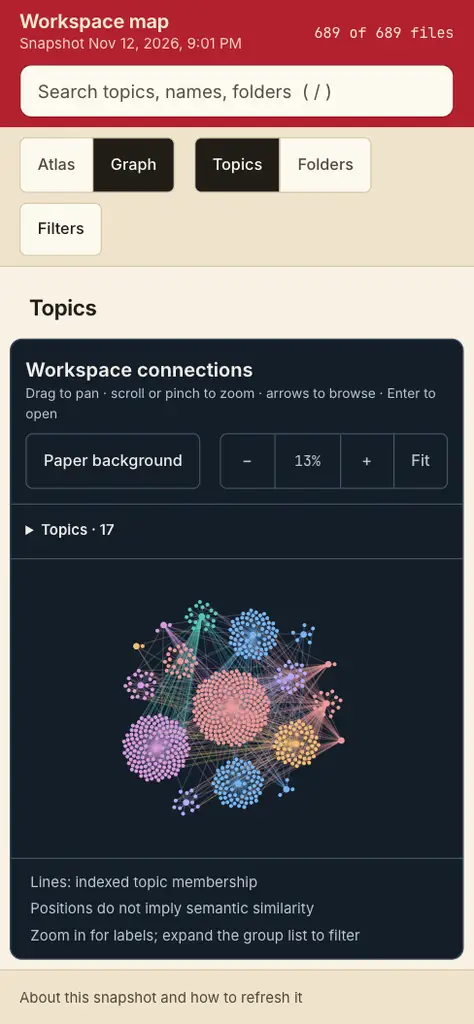 Workspace map
Snapshot Nov 12, 2026, 9:01 PM
689 of 689 files
Search topics, names, folders ( / )
Atlas
Graph
Topics
Folders
Filters
Topics
Workspace connections
Drag to pan · scroll or pinch to zoom · arrows to browse · Enter to
open
Paper background
−
13%
+
Fit
▶ Topics · 17
Lines: indexed topic membership
Positions do not imply semantic similarity
Zoom in for labels; expand the group list to filter
About this snapshot and how to refresh it